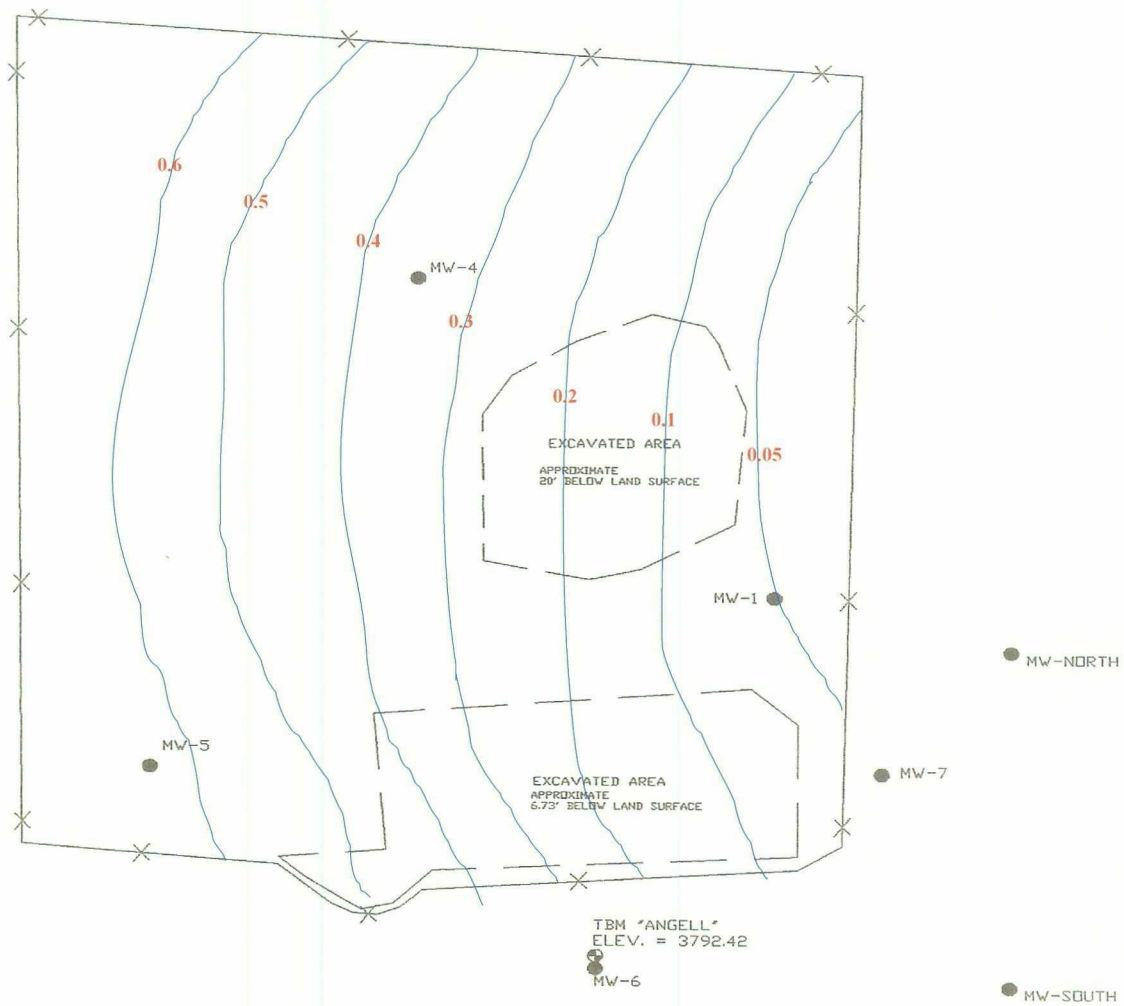 0.6
0.5
0.4
MW-4
0.3
0.2
0.1
EXCAVATED AREA
0.05
APPROXIMATE
20' BELOW LAND SURFACE
MW-1
MW-NORTH
MW-5
MW-7
EXCAVATED AREA
APPROXIMATE
6.73' BELOW LAND SURFACE
TBM "ANGELL"
ELEV. = 3792.42
MW-6
MW-SOUTH